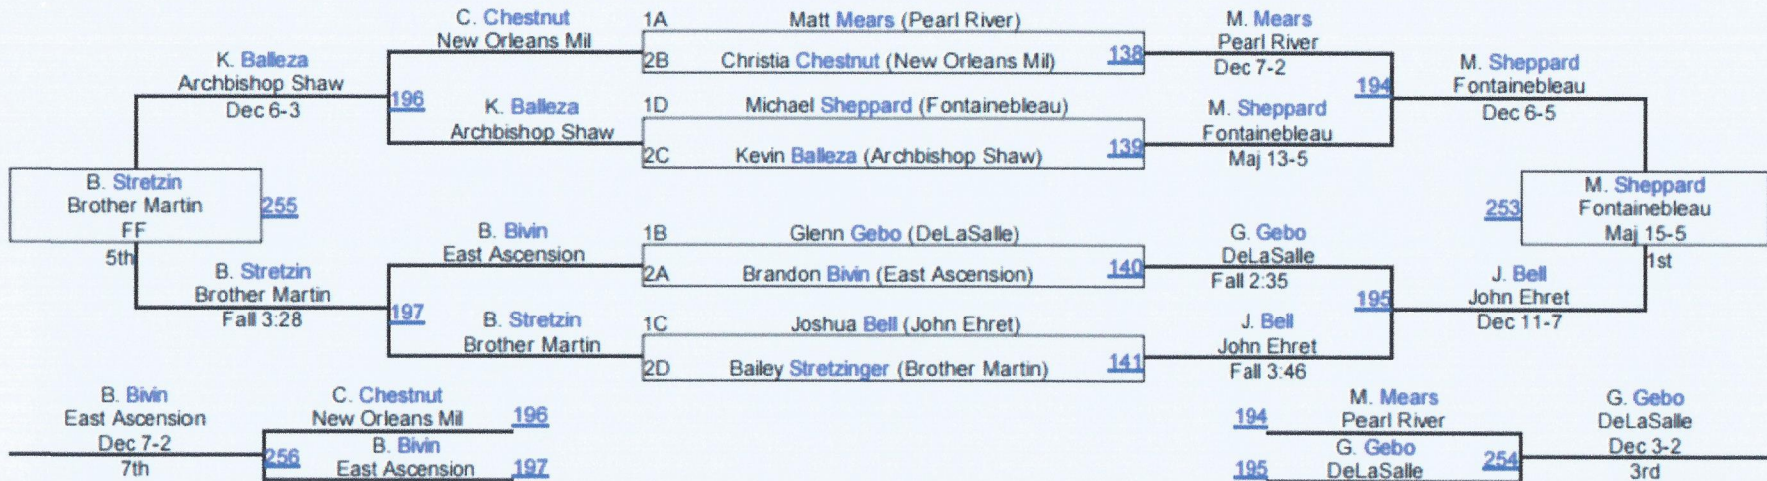 C. Chestnut
New Orleans Mil
K. Balleza
Archbishop Shaw
Dec 6-3
196
K. Balleza
Archbishop Shaw
B. Stretzin
Brother Martin
FF
255
5th
B. Bivin
East Ascension
B. Stretzin
Brother Martin
Fall 3:28
197
B. Stretzin
Brother Martin
1A Matt Mears (Pearl River)
2B Christia Chestnut (New Orleans Mil) 138
1D Michael Sheppard (Fontainebleau)
2C Kevin Balleza (Archbishop Shaw) 139
1B Glenn Gebo (DeLaSalle)
2A Brandon Bivin (East Ascension) 140
1C Joshua Bell (John Ehret)
2D Bailey Stretzinger (Brother Martin) 141
M. Mears
Pearl River
Dec 7-2
194
M. Sheppard
Fontainebleau
Maj 13-5
M. Sheppard
Fontainebleau
Dec 6-5
G. Gebo
DeLaSalle
Fall 2:35
195
J. Bell
John Ehret
Fall 3:46
J. Bell
John Ehret
Dec 11-7
253
M. Sheppard
Fontainebleau
Maj 15-5
1st
B. Bivin
East Ascension
Dec 7-2
7th
C. Chestnut
New Orleans Mil
196
256
B. Bivin
East Ascension
197
194
M. Mears
Pearl River
195
G. Gebo
DeLaSalle
254
G. Gebo
DeLaSalle
Dec 3-2
3rd